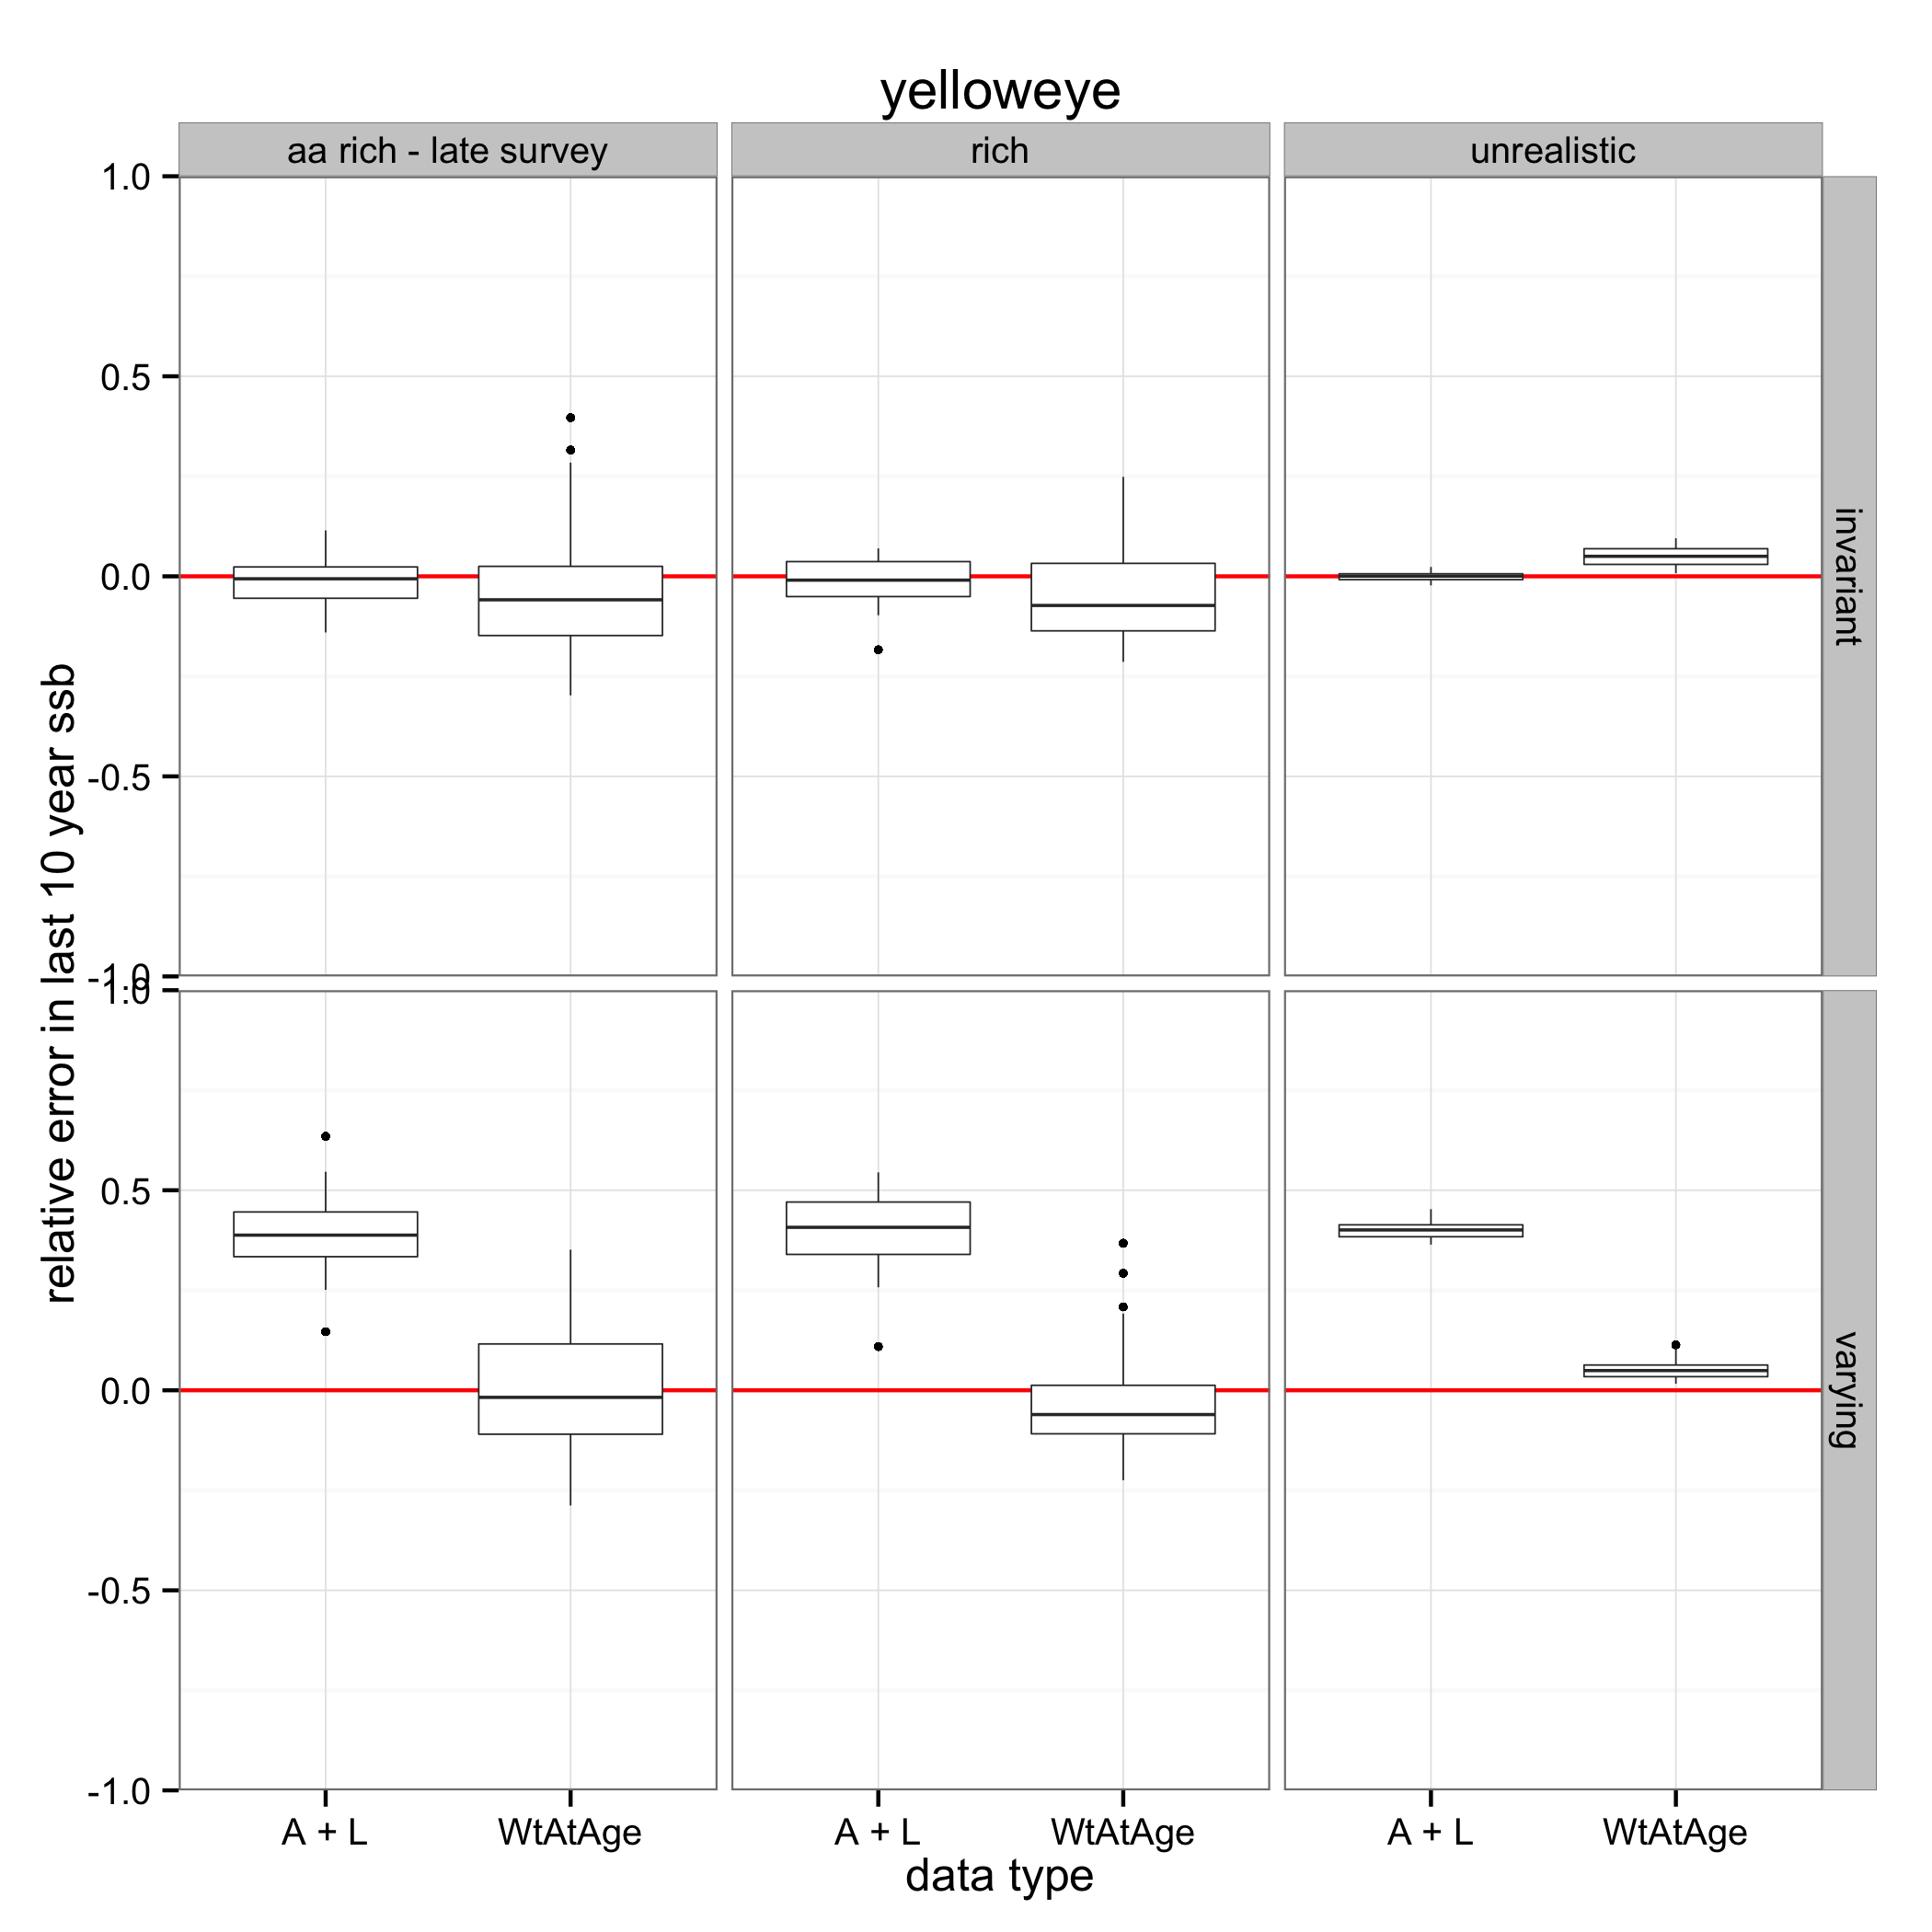 yelloweye
aa rich - late survey
rich
unrealistic
1.0
0.5
0.0
-0.5
-1.0
invariant
relative error in last 10 year ssb
1.0
0.5
0.0
-0.5
-1.0
varying
A + L
WtAtAge
A + L
WtAtAge
A + L
WtAtAge
data type